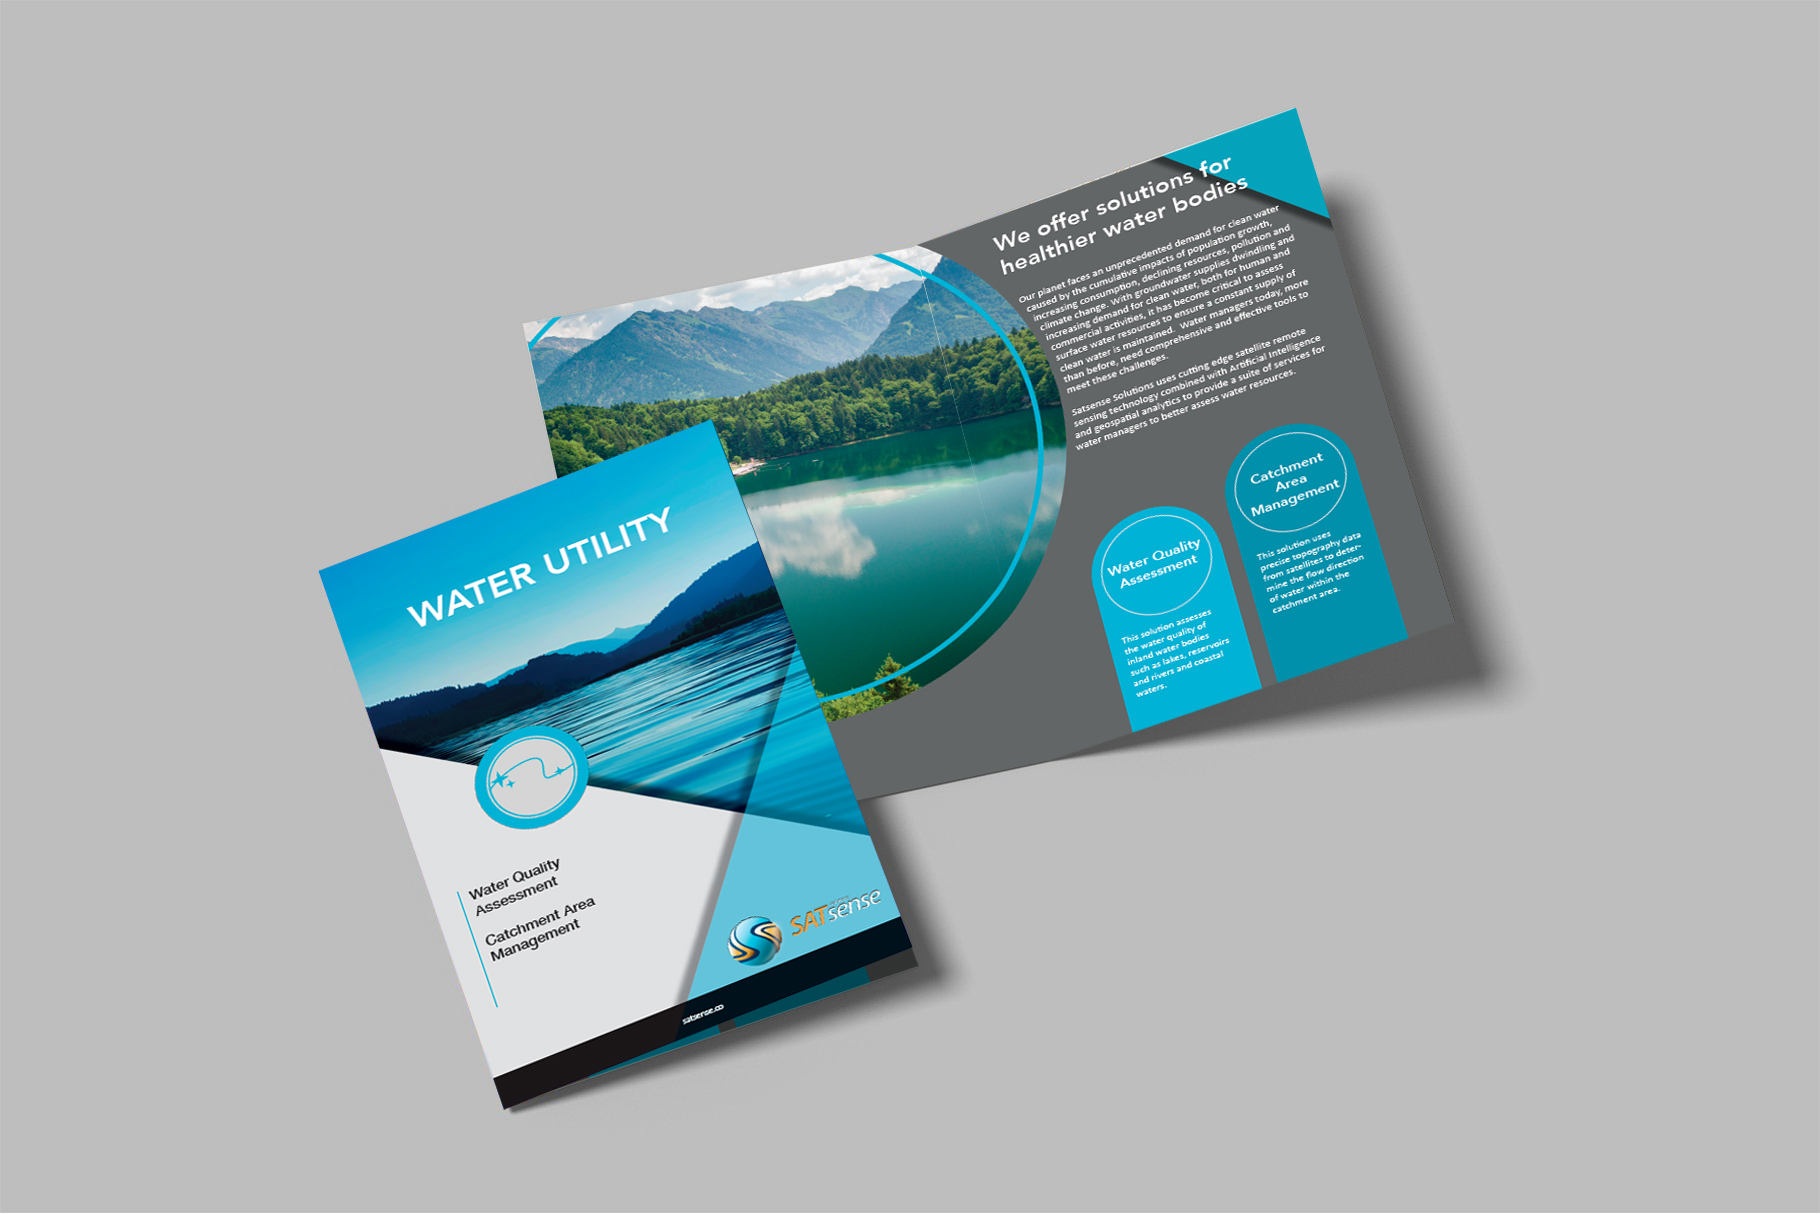 WATER UTILITY
Water Quality
Assessment
Catchment Area
Management
SATsense
satsense.co
We offer solutions for
healthier water bodies
Our planet faces an unprecedented demand for clean water
caused by the cumulative impacts of population growth,
increasing consumption, declining resources, pollution and
climate change. With groundwater supplies dwindling and
increasing demand for clean water, both for human and
commercial activities, it has become critical to assess
surface water resources to ensure a constant supply of
clean water is maintained. Water managers today, more
than before, need comprehensive and effective tools to
meet these challenges.
Satsense Solutions uses cutting edge satellite remote
sensing technology combined with Artificial Intelligence
and geospatial analytics to provide a suite of services for
water managers to better assess water resources.
Water Quality
Assessment
This solution assesses
the water quality of
inland water bodies
such as lakes, reservoirs
and rivers and coastal
waters.
Catchment
Area
Management
This solution uses
precise topography data
from satellites to deter-
mine the flow direction
of water within the
catchment area.